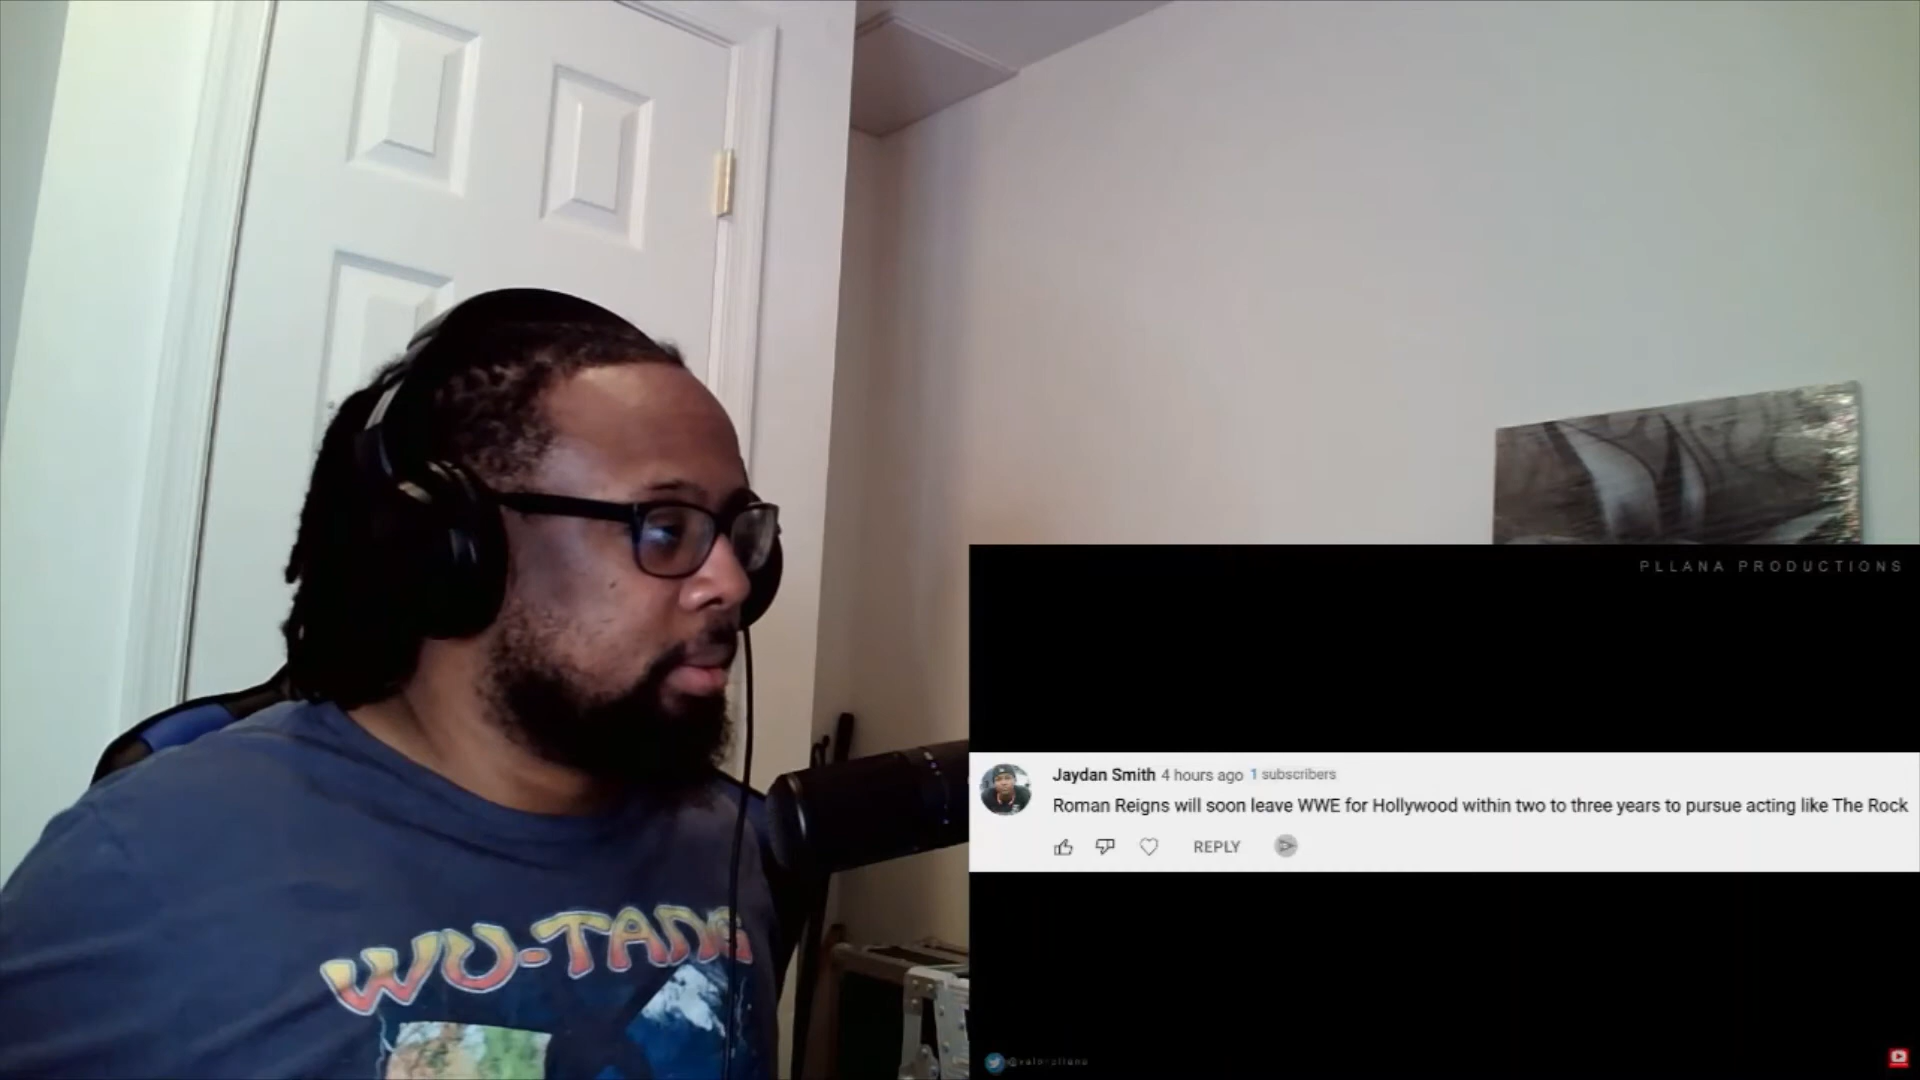 PLLANA PRODUCTIONS
Jaydan Smith 4 hours ago 1 subscribers
Roman Reigns will soon leave WWE for Hollywood within two to three years to pursue acting like The Rock
REPLY
WU-TANG
@valonpllana